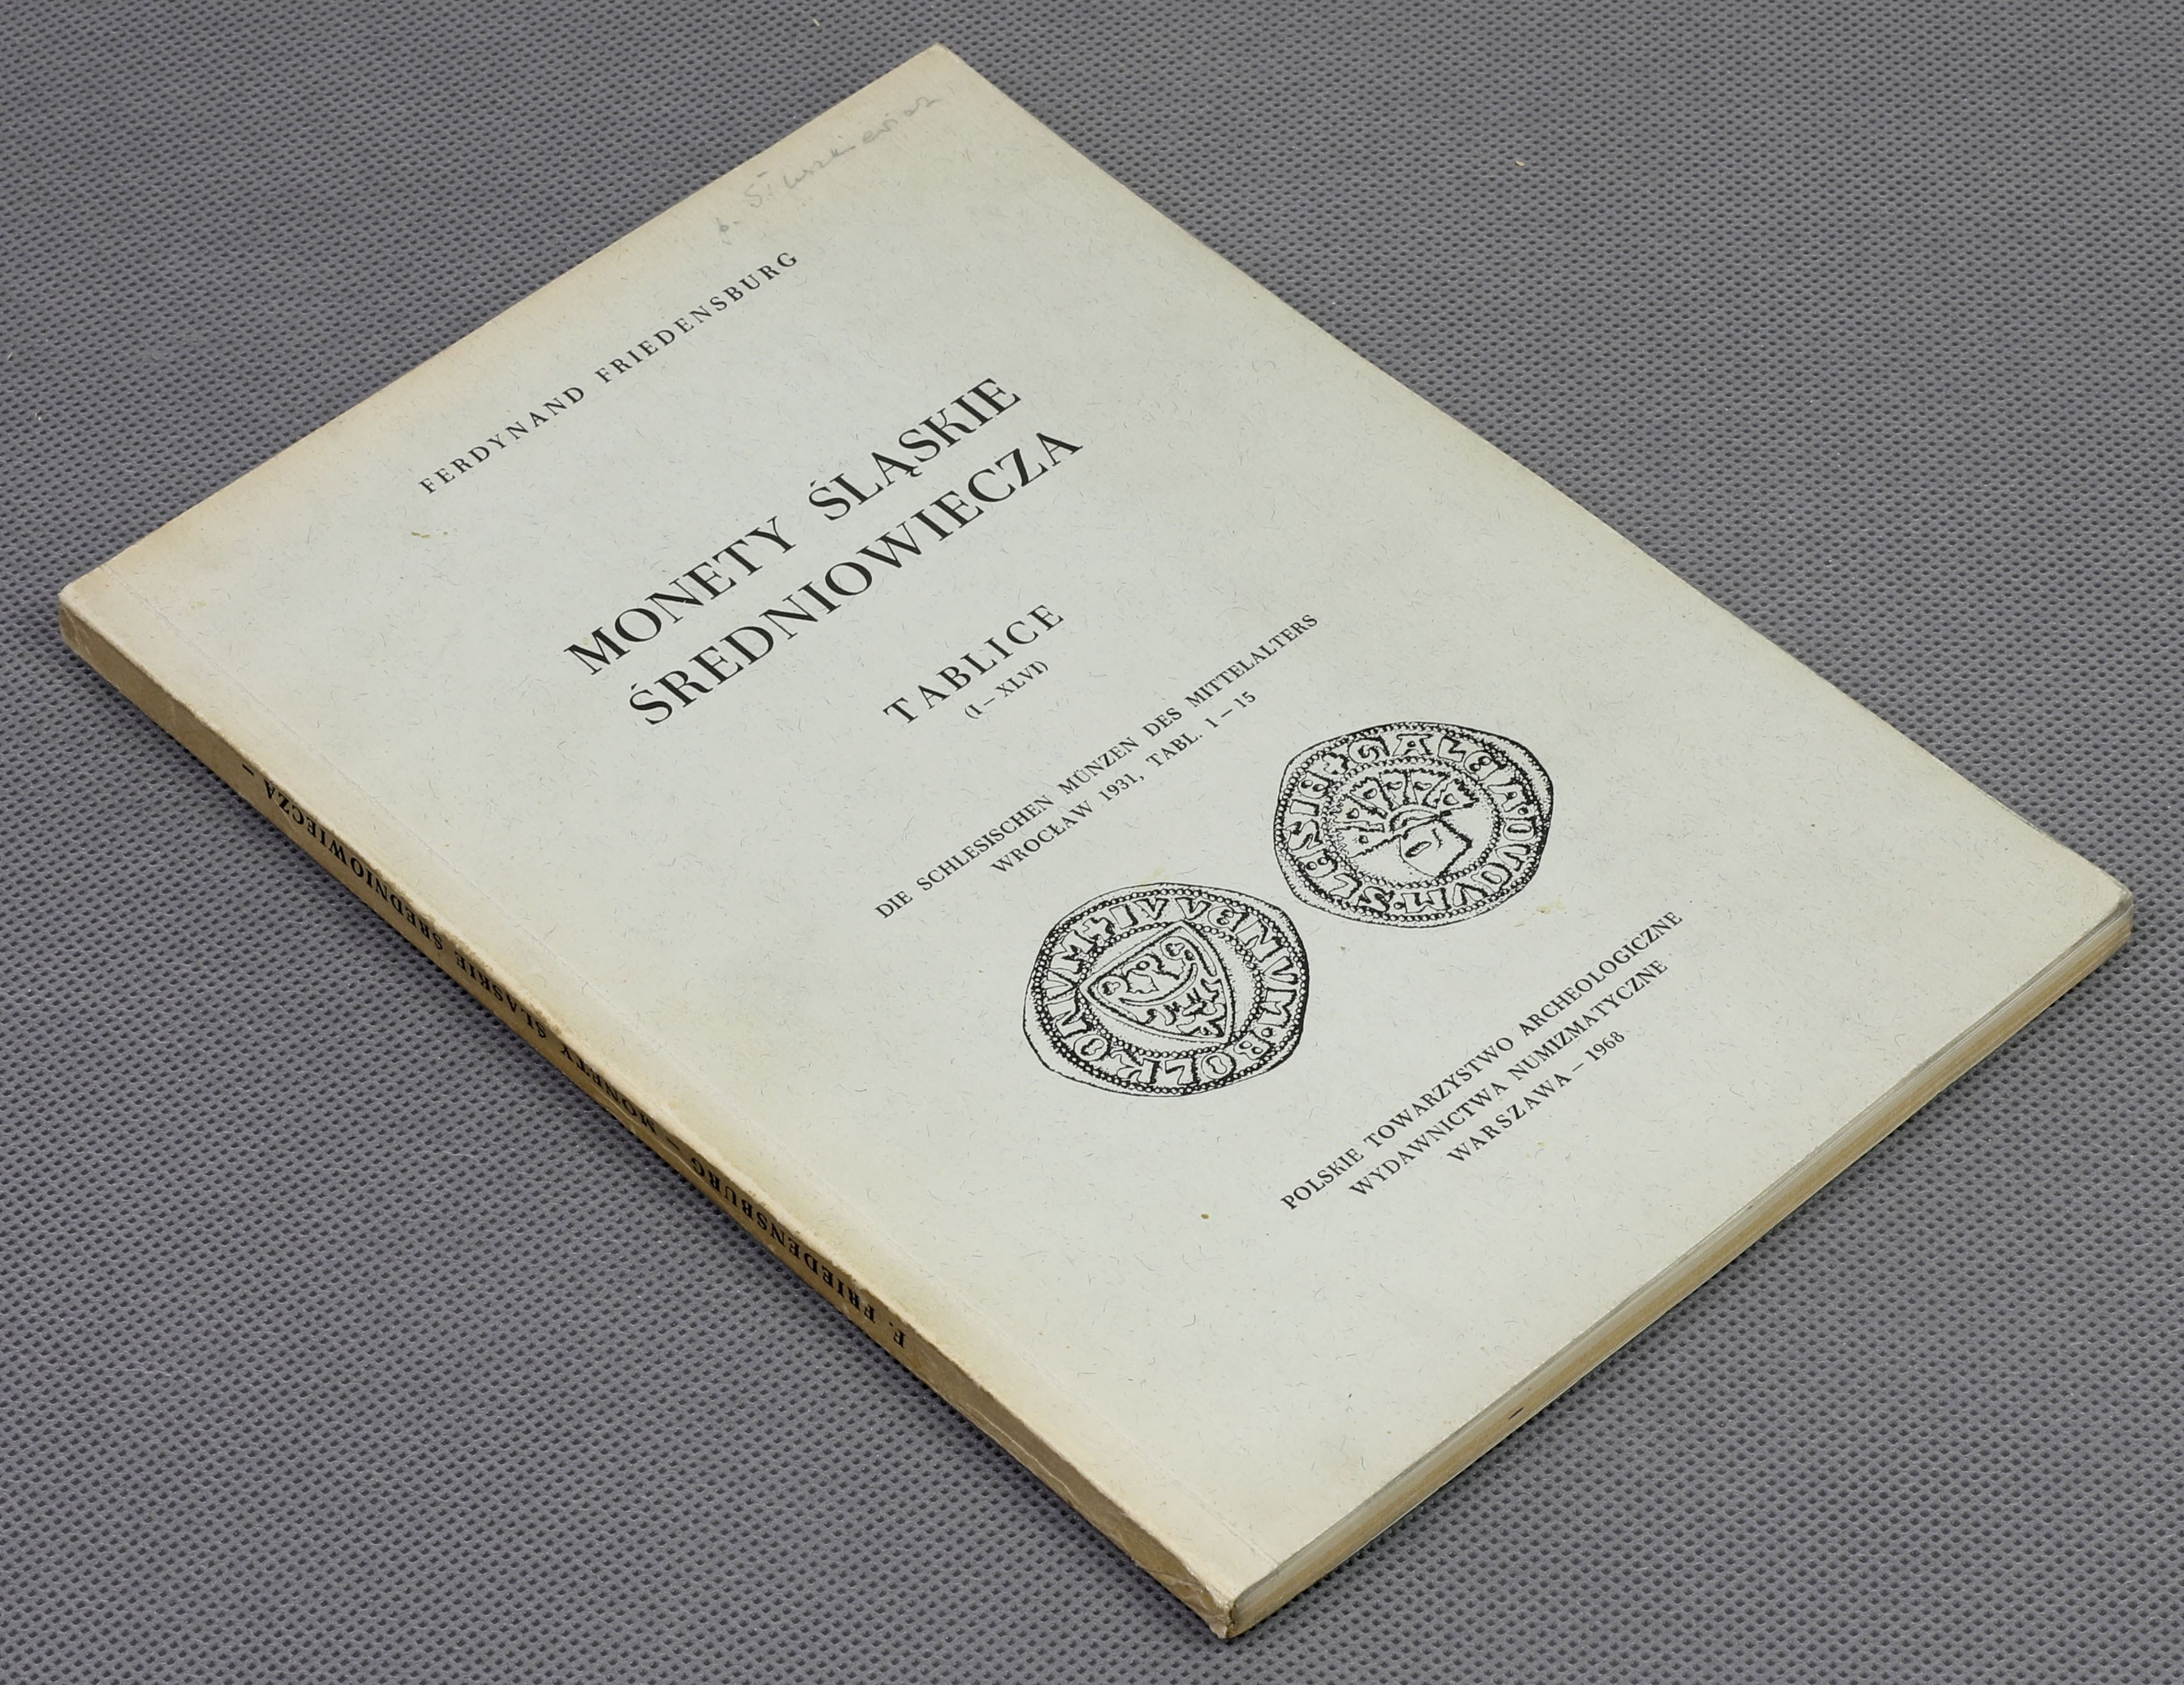 FERDYNAND FRIEDENSBURG
MONETY ŚLĄSKIE
ŚREDNIOWIECZA
TABLICE
(I – XLVI)
DIE SCHLESISCHEN MÜNZEN DES MITTELALTERS
WROCŁAW 1931, TABL. 1 – 15
POLSKIE TOWARZYSTWO ARCHEOLOGICZNE
WYDAWNICTWA NUMIZMATYCZNE
WARSZAWA – 1968
F. FRIEDENSBURG – MONETY ŚLĄSKIE ŚREDNIOWIECZA –